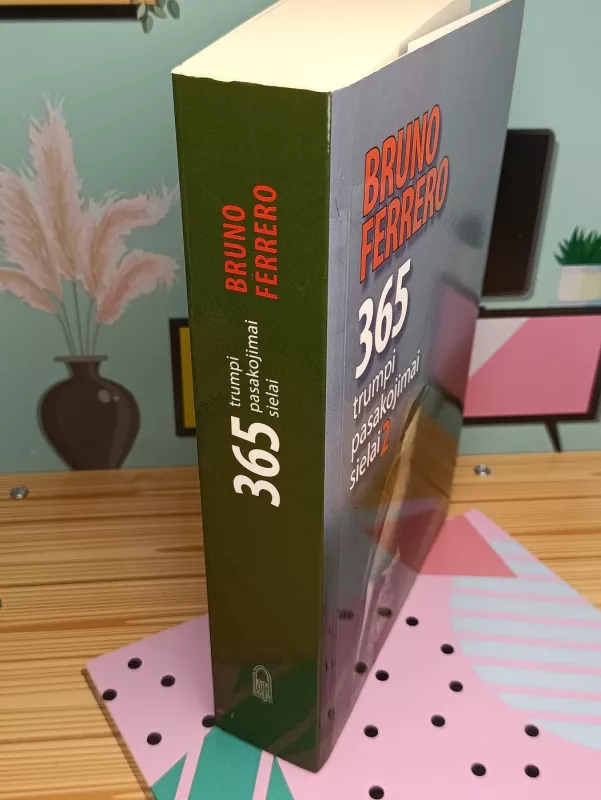 BRUNO
FERRERO
365
trumpi
pasakojimai
sielai
BRUNO
FERRERO
365
trumpi
pasakojimai
sielai 2